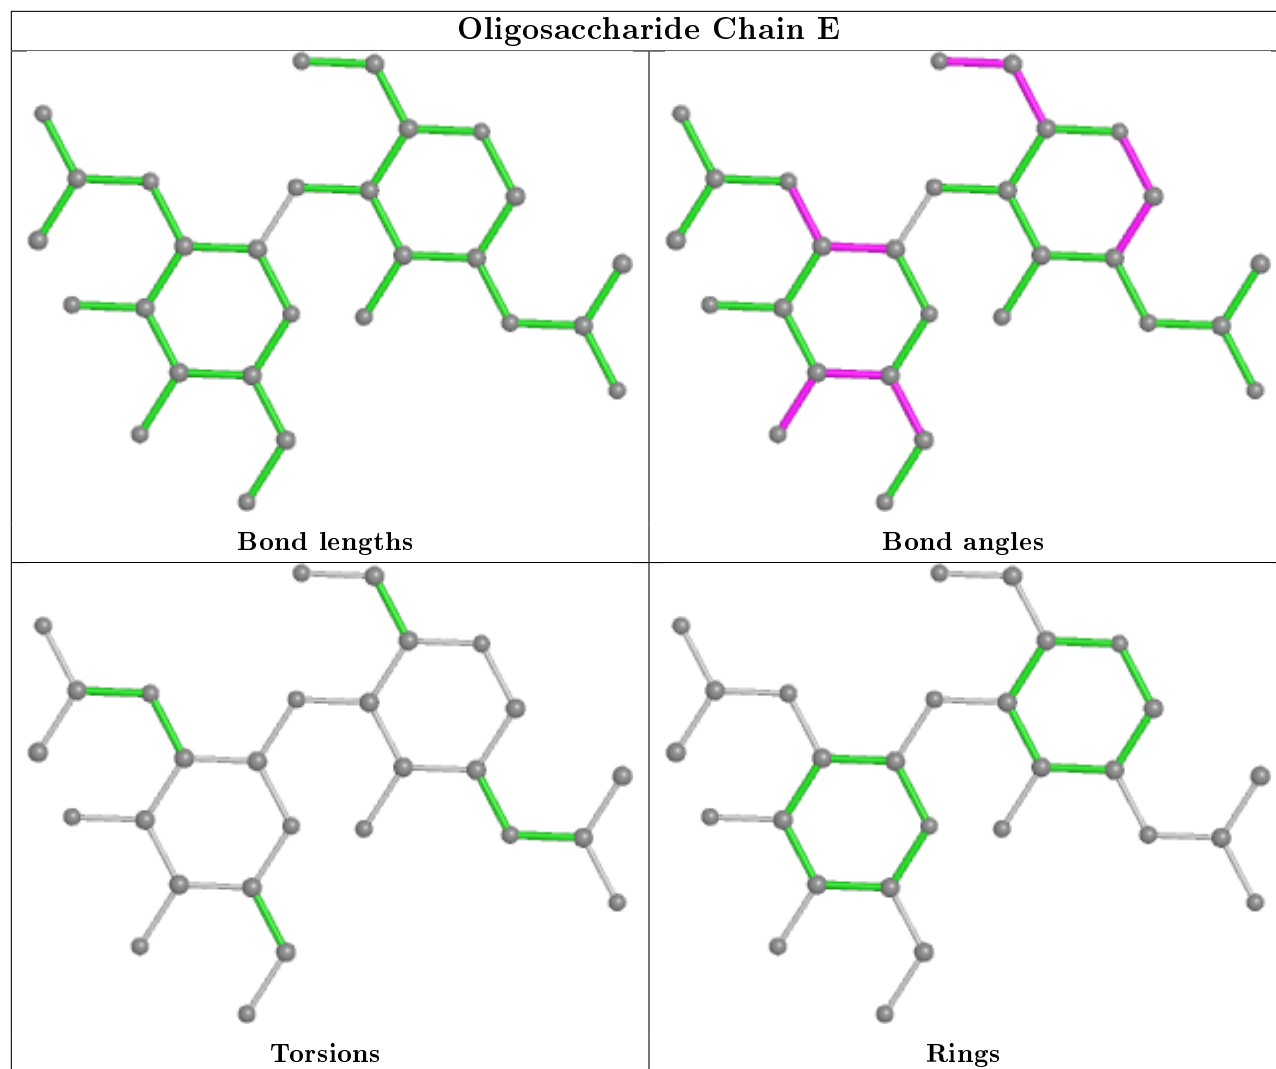 Oligosaccharide Chain E
Bond lengths
Bond angles
Torsions
Rings